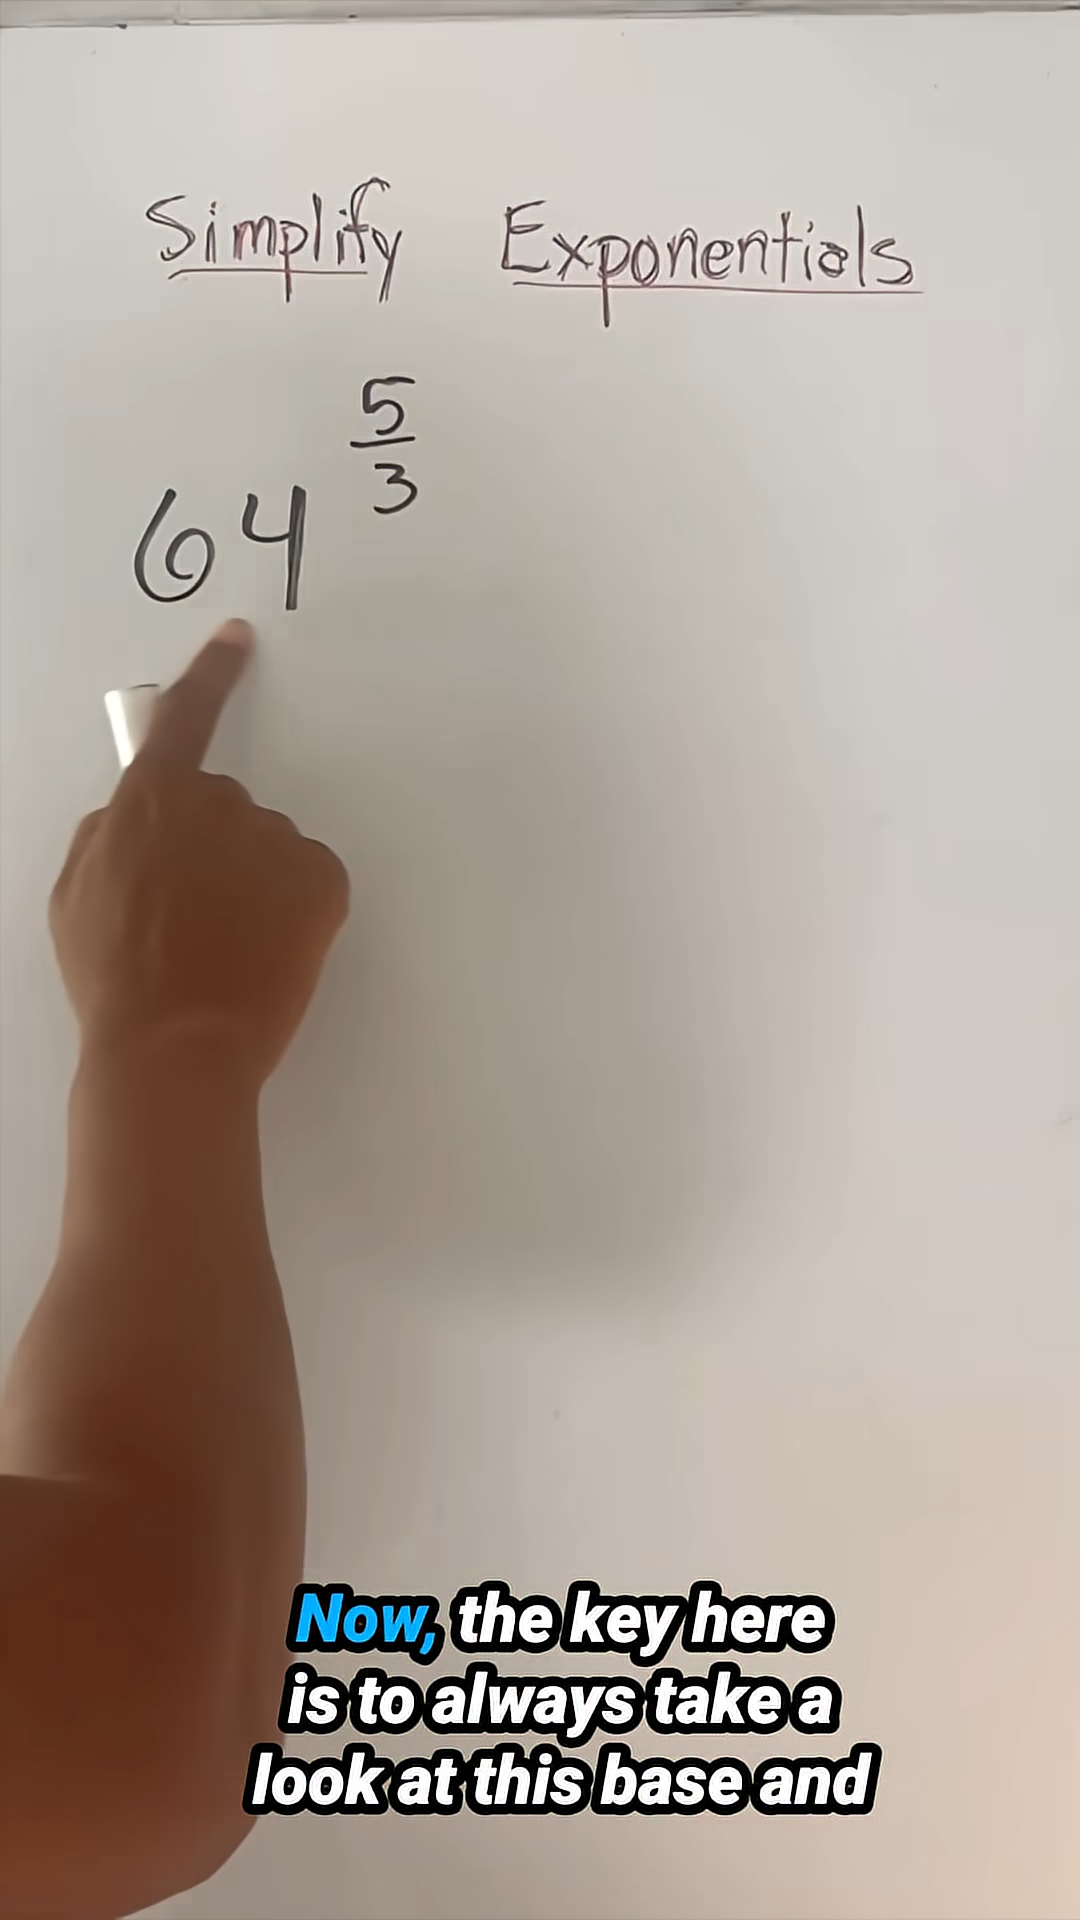 Simplify Exponentials
64^(5/3)
Now, the key here
is to always take a
look at this base and